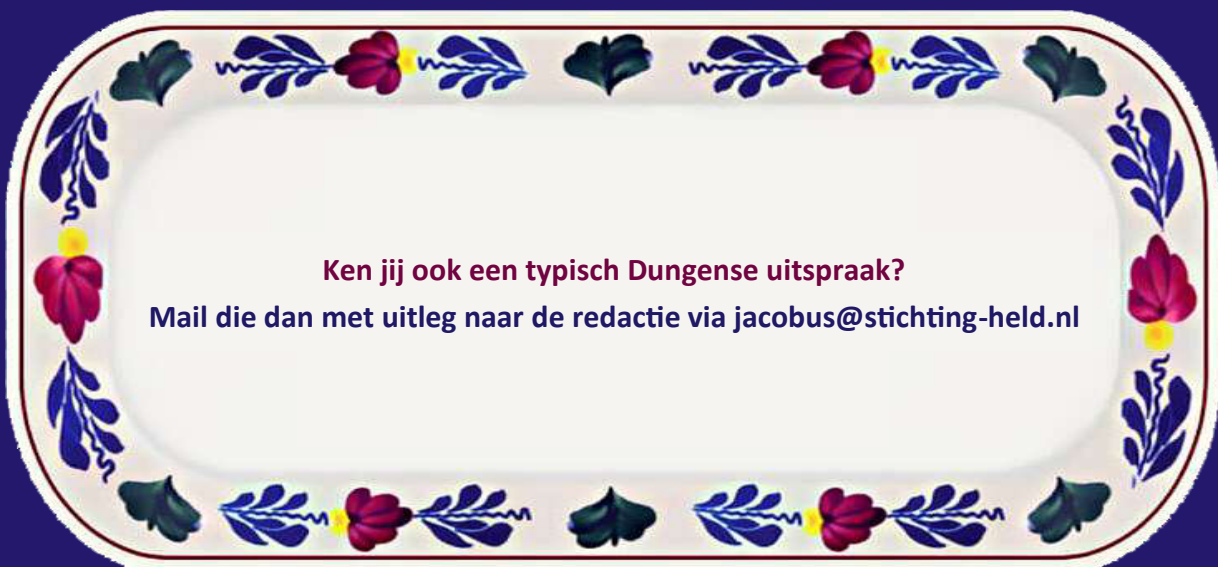 Ken jij ook een typisch Dungense uitspraak?
Mail die dan met uitleg naar de redactie via jacobus@stichting-held.nl